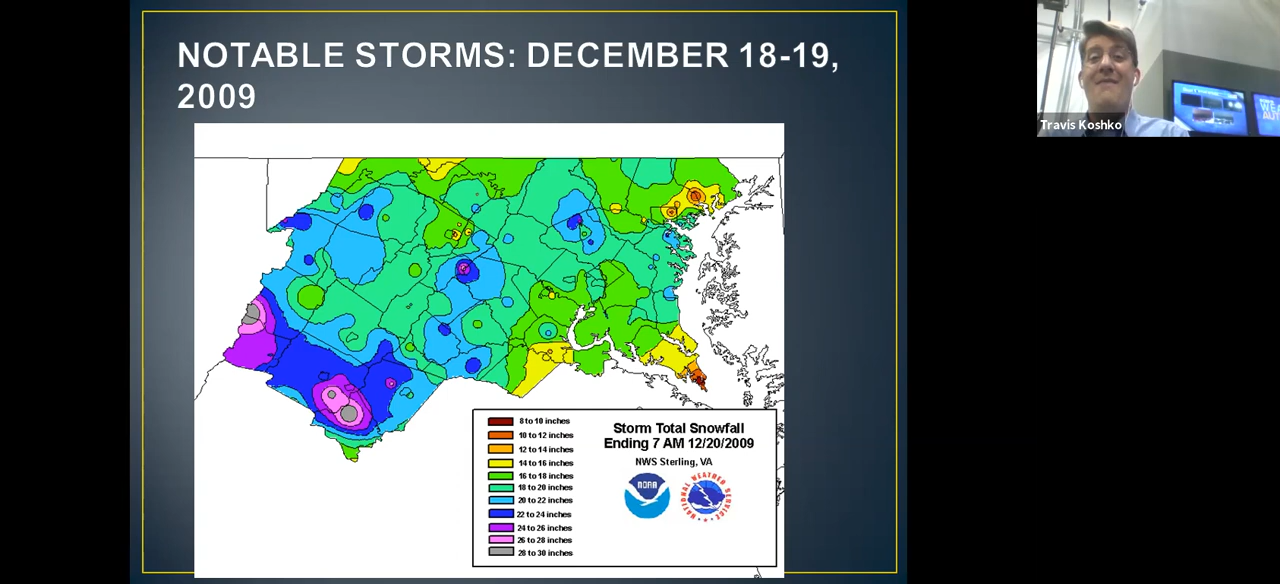 NOTABLE STORMS: DECEMBER 18-19,
2009
Travis Koshko
8 to 10 inches
10 to 12 inches
12 to 14 inches
14 to 16 inches
16 to 18 inches
18 to 20 inches
20 to 22 inches
22 to 24 inches
24 to 26 inches
26 to 28 inches
28 to 30 inches
Storm Total Snowfall
Ending 7 AM 12/20/2009
NWS Sterling, VA
NOAA
NATIONAL WEATHER SERVICE